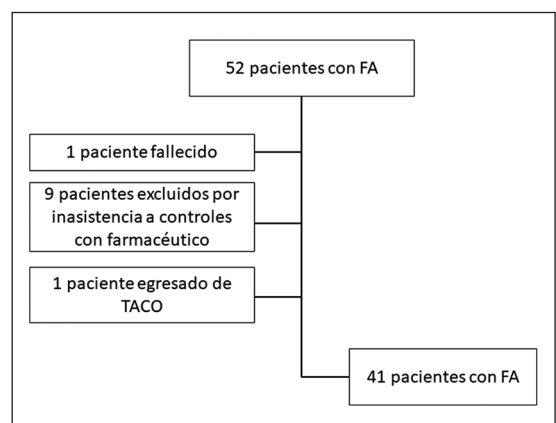 52 pacientes con FA
1 paciente fallecido
9 pacientes excluidos por
inasistencia a controles
con farmacéutico
1 paciente egresado de
TACO
41 pacientes con FA